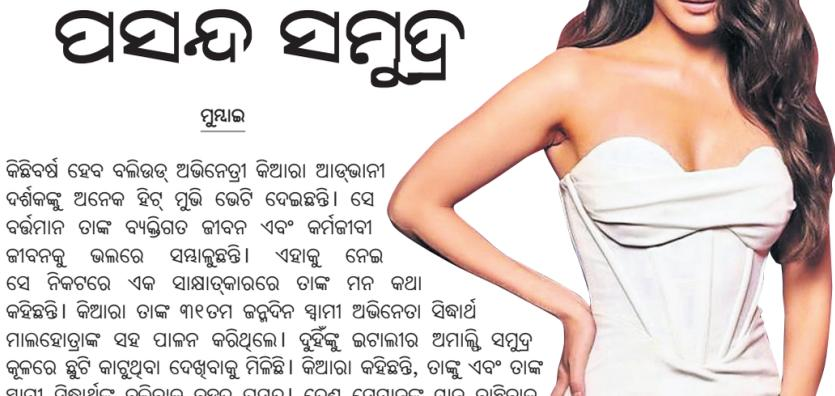 ପସନ୍ଦ ସମୁଦ୍ର
ମୁମ୍ବାଇ
କିଛିବର୍ଷ ହେବ ବଲିଉଡ୍ ଅଭିନେତ୍ରୀ କିଆରା ଆଡ଼ଭାନୀ
ଦର୍ଶକଙ୍କୁ ଅନେକ ହିଟ୍ ମୁଭି ଭେଟି ଦେଇଛନ୍ତି। ସେ
ବର୍ତ୍ତମାନ ତାଙ୍କ ବ୍ୟକ୍ତିଗତ ଜୀବନ ଏବଂ କର୍ମଜୀବୀ
ଜୀବନକୁ ଭଲରେ ସମ୍ଭାଳୁଛନ୍ତି। ଏହାକୁ ନେଇ
ସେ ନିକଟରେ ଏକ ସାକ୍ଷାତ୍‌କାରରେ ତାଙ୍କ ମନ କଥା
କହିଛନ୍ତି। କିଆରା ତାଙ୍କ ୩୧ତମ ଜନ୍ମଦିନ ସ୍ୱାମୀ ଅଭିନେତା ସିଦ୍ଧାର୍ଥ
ମାଲହୋତ୍ରାଙ୍କ ସହ ପାଳନ କରିଥିଲେ। ଦୁହିଁଙ୍କୁ ଇଟାଲୀର ଅମାଲ୍ଫି ସମୁଦ୍ର
କୂଳରେ ଛୁଟି କାଟୁଥିବା ଦେଖିବାକୁ ମିଳିଛି। କିଆରା କହିଛନ୍ତି, ତାଙ୍କୁ ଏବଂ ତାଙ୍କ